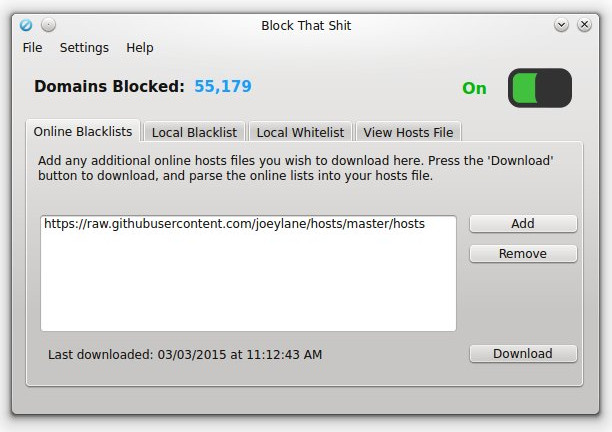 Block That Shit
File Settings Help
Domains Blocked: 55,179
On
Online Blacklists Local Blacklist Local Whitelist View Hosts File
Add any additional online hosts files you wish to download here. Press the 'Download'
button to download, and parse the online lists into your hosts file.
https://raw.githubusercontent.com/joeylane/hosts/master/hosts
Add
Remove
Last downloaded: 03/03/2015 at 11:12:43 AM
Download